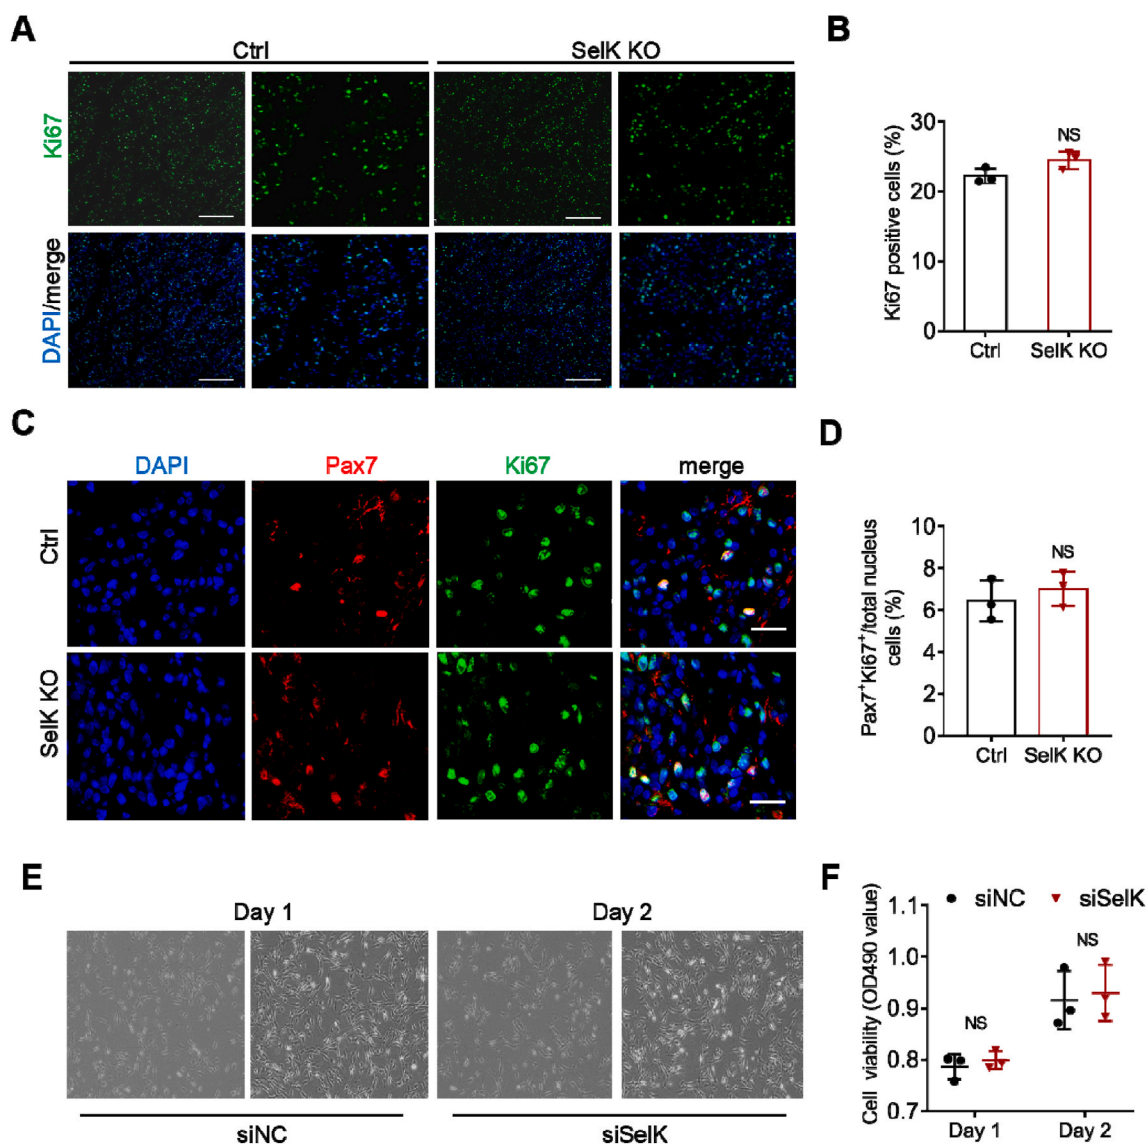 A
Ctrl
SelK KO
Ki67
DAPI/merge
B
Ki67 positive cells (%)
30
20
10
0
NS
Ctrl
SelK KO
C
DAPI
Pax7
Ki67
merge
Ctrl
SelK KO
D
Pax7⁺Ki67⁺/total nucleus
cells (%)
10
8
6
4
2
0
NS
Ctrl
SelK KO
E
Day 1
Day 2
siNC
siSelK
F
siNC
siSelK
Cell viability (OD490 value)
1.1
1.0
0.9
0.8
0.7
NS
NS
Day 1
Day 2